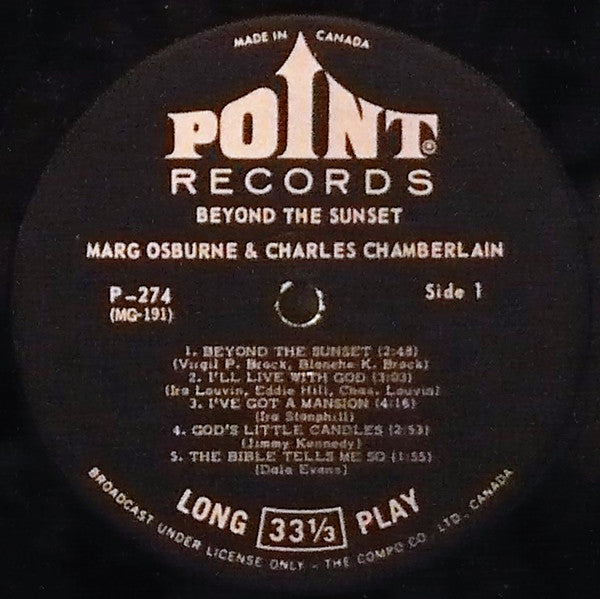 MADE IN CANADA
POINT®
RECORDS
BEYOND THE SUNSET
MARG OSBURNE & CHARLES CHAMBERLAIN
P-274
(MG-191)
Side 1
1. BEYOND THE SUNSET (2:48)
(Virgil P. Brock, Blanche K. Brock)
2. I'LL LIVE WITH GOD (3:03)
(Ira Louvin, Eddie Hill, Chas. Louvin)
3. I'VE GOT A MANSION (4:16)
(Ira Stanphill)
4. GOD'S LITTLE CANDLES (2:53)
(Jimmy Kennedy)
5. THE BIBLE TELLS ME SO (1:55)
(Dale Evans)
LONG 33⅓ PLAY
BROADCAST UNDER LICENSE ONLY - THE COMPO CO. LTD., CANADA